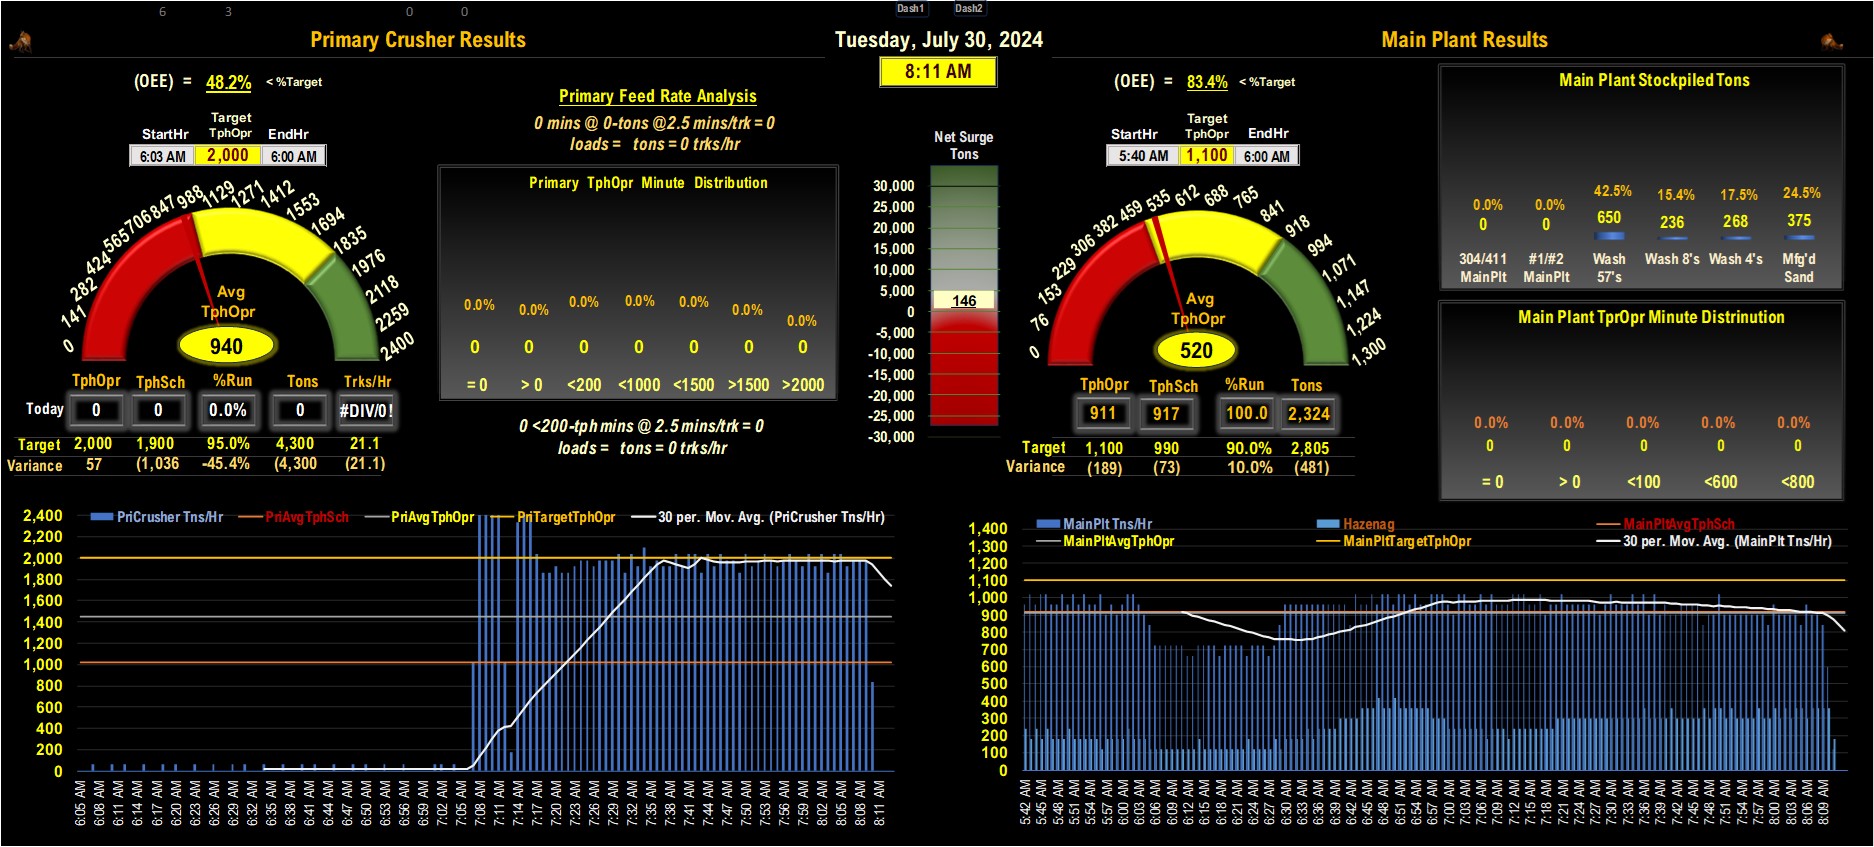 6 3 0 0 Dash1 Dash2
Primary Crusher Results
Tuesday, July 30, 2024
Main Plant Results
8:11 AM
(OEE) = 48.2% < %Target
Target
StartHr TphOpr EndHr
6:03 AM 2,000 6:00 AM
0 141 282 424 565 706 847 988 1129 1271 1412 1553 1694 1835 1976 2118 2259 2400
Avg
TphOpr
940
TphOpr TphSch %Run Tons Trks/Hr
Today 0 0 0.0% 0 #DIV/0!
Target 2,000 1,900 95.0% 4,300 21.1
Variance 57 (1,036 -45.4% (4,300 (21.1)
Primary Feed Rate Analysis
0 mins @ 0-tons @2.5 mins/trk = 0
loads = tons = 0 trks/hr
Primary TphOpr Minute Distribution
0.0% 0.0% 0.0% 0.0% 0.0% 0.0% 0.0%
0 0 0 0 0 0 0
= 0 > 0 <200 <1000 <1500 >1500 >2000
0 <200-tph mins @ 2.5 mins/trk = 0
loads = tons = 0 trks/hr
Net Surge
Tons
30,000
25,000
20,000
15,000
10,000
5,000
146
0
-5,000
-10,000
-15,000
-20,000
-25,000
-30,000
(OEE) = 83.4% < %Target
Target
StartHr TphOpr EndHr
5:40 AM 1,100 6:00 AM
0 76 153 229 306 382 459 535 612 688 765 841 918 994 1,071 1,147 1,224 1,300
Avg
TphOpr
520
TphOpr TphSch %Run Tons
911 917 100.0 2,324
Target 1,100 990 90.0% 2,805
Variance (189) (73) 10.0% (481)
Main Plant Stockpiled Tons
0.0% 0.0% 42.5% 15.4% 17.5% 24.5%
0 0 650 236 268 375
304/411 #1/#2 Wash Wash 8's Wash 4's Mfg'd
MainPlt MainPlt 57's Sand
Main Plant TprOpr Minute Distrinution
0.0% 0.0% 0.0% 0.0% 0.0%
0 0 0 0 0
= 0 > 0 <100 <600 <800
PriCrusher Tns/Hr PriAvgTphSch PriAvgTphOpr PriTargetTphOpr 30 per. Mov. Avg. (PriCrusher Tns/Hr)
2,400
2,200
2,000
1,800
1,600
1,400
1,200
1,000
800
600
400
200
0
6:05 AM 6:08 AM 6:11 AM 6:14 AM 6:17 AM 6:20 AM 6:23 AM 6:26 AM 6:29 AM 6:32 AM 6:35 AM 6:38 AM 6:41 AM 6:44 AM 6:47 AM 6:50 AM 6:53 AM 6:56 AM 6:59 AM 7:02 AM 7:05 AM 7:08 AM 7:11 AM 7:14 AM 7:17 AM 7:20 AM 7:23 AM 7:26 AM 7:29 AM 7:32 AM 7:35 AM 7:38 AM 7:41 AM 7:44 AM 7:47 AM 7:50 AM 7:53 AM 7:56 AM 7:59 AM 8:02 AM 8:05 AM 8:08 AM 8:11 AM
MainPlt Tns/Hr Hazenag MainPltAvgTphSch
MainPltAvgTphOpr MainPltTargetTphOpr 30 per. Mov. Avg. (MainPlt Tns/Hr)
1,400
1,300
1,200
1,100
1,000
900
800
700
600
500
400
300
200
100
0
5:42 AM 5:45 AM 5:48 AM 5:51 AM 5:54 AM 5:57 AM 6:00 AM 6:03 AM 6:06 AM 6:09 AM 6:12 AM 6:15 AM 6:18 AM 6:21 AM 6:24 AM 6:27 AM 6:30 AM 6:33 AM 6:36 AM 6:39 AM 6:42 AM 6:45 AM 6:48 AM 6:51 AM 6:54 AM 6:57 AM 7:00 AM 7:03 AM 7:06 AM 7:09 AM 7:12 AM 7:15 AM 7:18 AM 7:21 AM 7:24 AM 7:27 AM 7:30 AM 7:33 AM 7:36 AM 7:39 AM 7:42 AM 7:45 AM 7:48 AM 7:51 AM 7:54 AM 7:57 AM 8:00 AM 8:03 AM 8:06 AM 8:09 AM